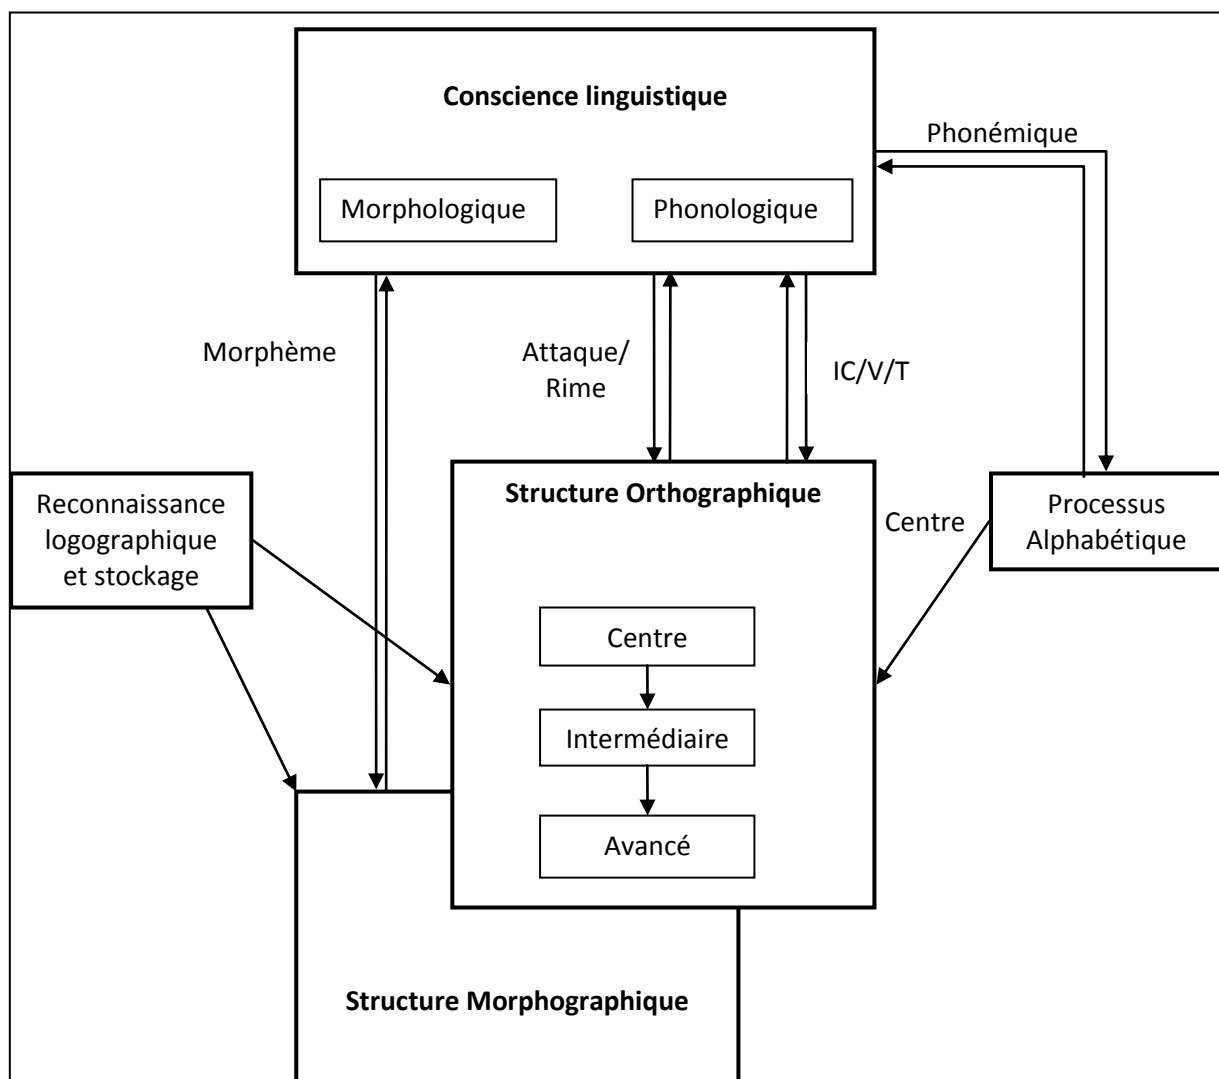 Conscience linguistique
Phonémique
Morphologique
Phonologique
Morphème
Attaque/
Rime
IC/V/T
Reconnaissance
logographique
et stockage
Structure Orthographique
Centre
Processus
Alphabétique
Centre
Intermédiaire
Avancé
Structure Morphographique